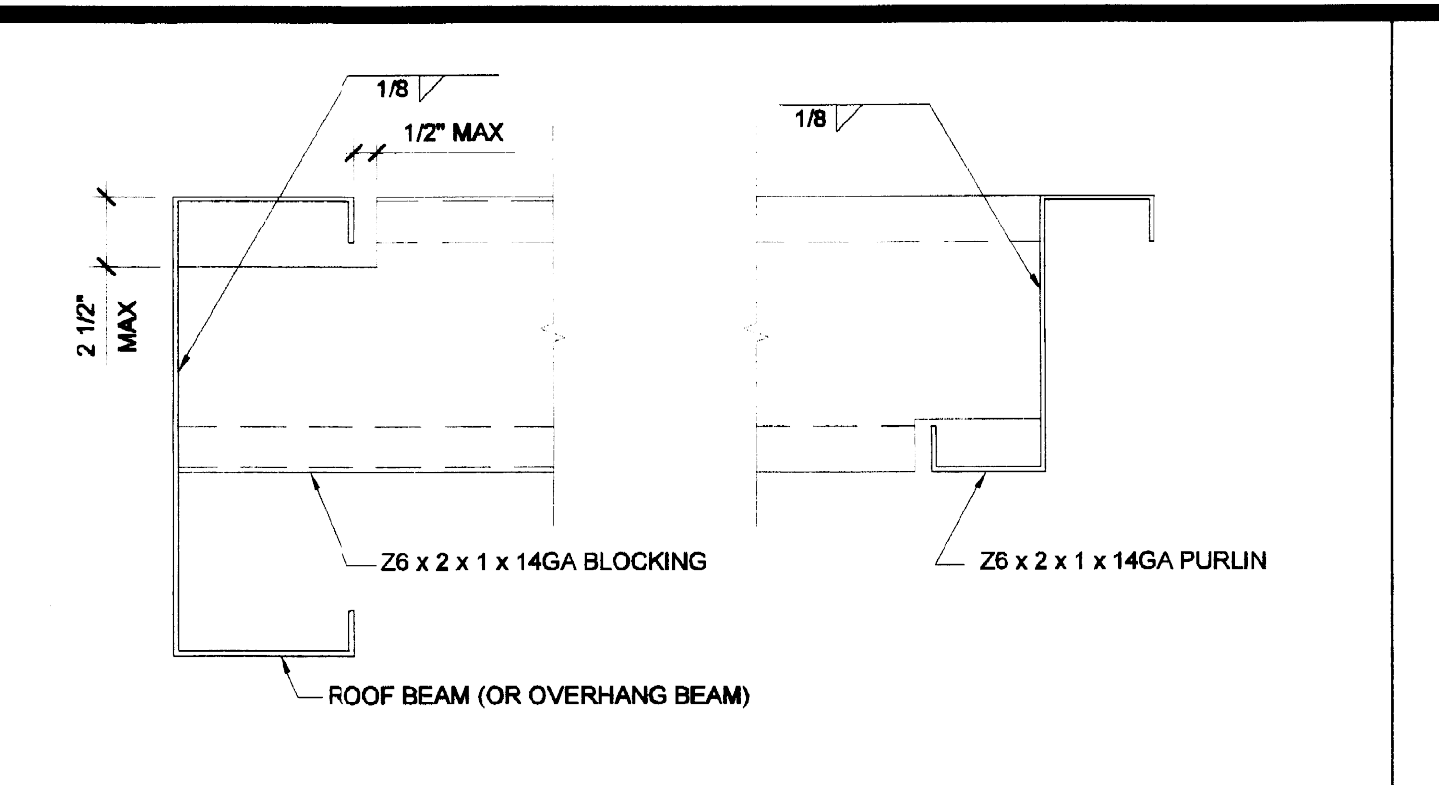 1/8
1/8
1/2" MAX
2 1/2"
MAX
Z6 x 2 x 1 x 14GA BLOCKING
Z6 x 2 x 1 x 14GA PURLIN
ROOF BEAM (OR OVERHANG BEAM)